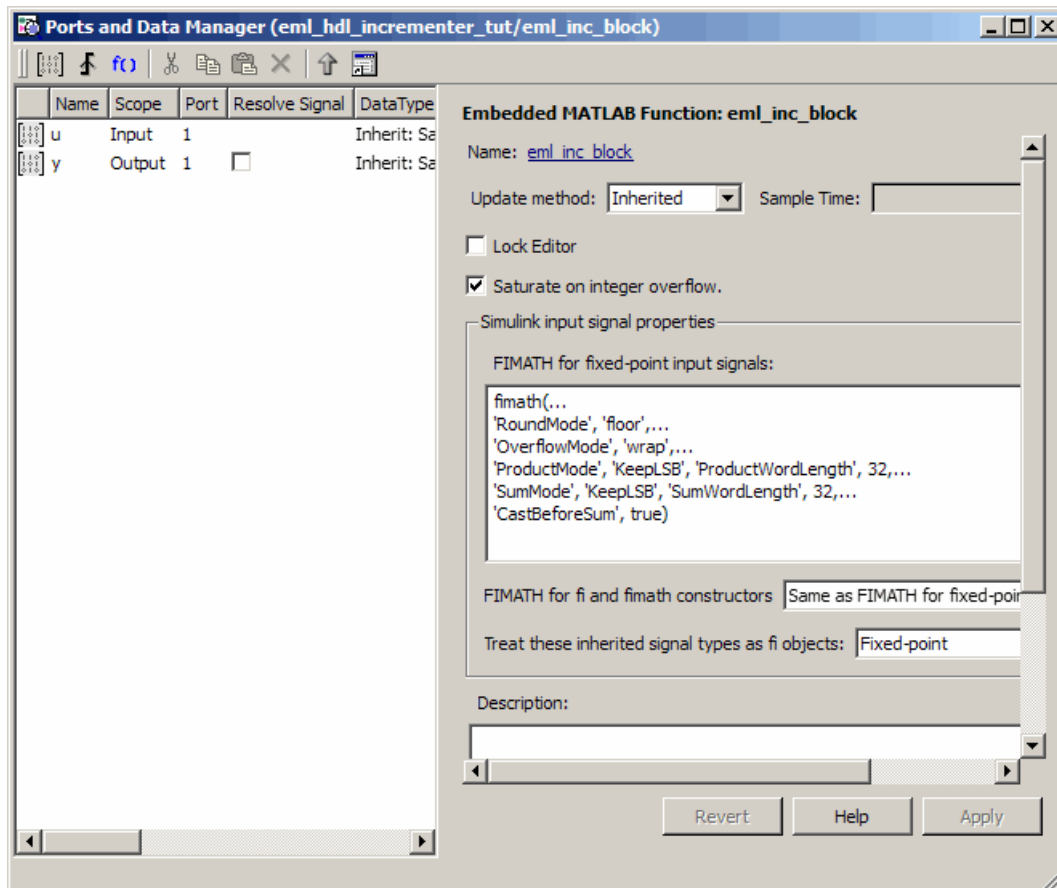 Ports and Data Manager (eml_hdl_incrementer_tut/eml_inc_block)
f()
Name Scope Port Resolve Signal DataType
u Input 1 Inherit: Sa
y Output 1 Inherit: Sa
Embedded MATLAB Function: eml_inc_block
Name: eml_inc_block
Update method: Inherited Sample Time:
Lock Editor
Saturate on integer overflow.
Simulink input signal properties
FIMATH for fixed-point input signals:
fimath(...
'RoundMode', 'floor',...
'OverflowMode', 'wrap',...
'ProductMode', 'KeepLSB', 'ProductWordLength', 32,...
'SumMode', 'KeepLSB', 'SumWordLength', 32,...
'CastBeforeSum', true)
FIMATH for fi and fimath constructors Same as FIMATH for fixed-poin
Treat these inherited signal types as fi objects: Fixed-point
Description:
Revert Help Apply